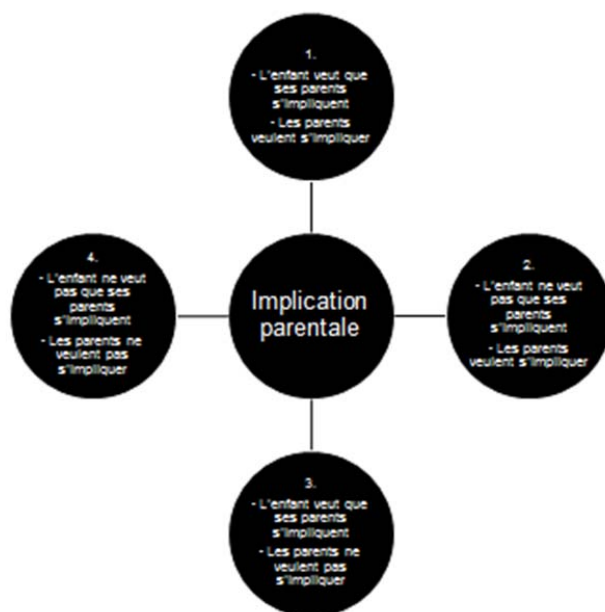 1.
- L'enfant veut que
ses parents
s'impliquent
- Les parents
veulent s'impliquer
4.
- L'enfant ne veut
pas que ses
parents
s'impliquent
- Les parents ne
veulent pas
s'impliquer
Implication
parentale
2.
- L'enfant ne veut
pas que ses
parents
s'impliquent
- Les parents
veulent s'impliquer
3.
- L'enfant veut que
ses parents
s'impliquent
- Les parents ne
veulent pas
s'impliquer